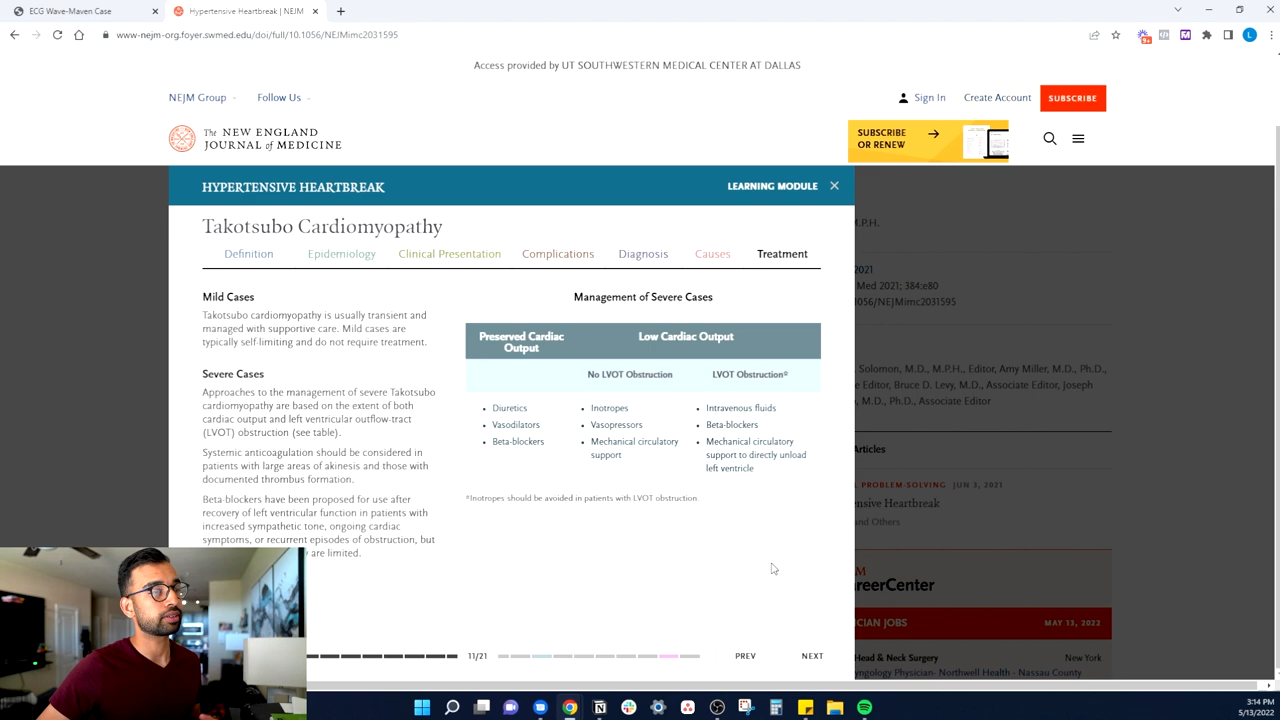 ECG Wave-Maven Case
Hypertensive Heartbreak | NEJM
www-nejm-org.foyer.swmed.edu/doi/full/10.1056/NEJMimc2031595
L
Access provided by UT SOUTHWESTERN MEDICAL CENTER AT DALLAS
NEJM Group
Follow Us
Sign In
Create Account
SUBSCRIBE
The NEW ENGLAND
JOURNAL of MEDICINE
SUBSCRIBE
OR RENEW
HYPERTENSIVE HEARTBREAK
LEARNING MODULE
Takotsubo Cardiomyopathy
Definition
Epidemiology
Clinical Presentation
Complications
Diagnosis
Causes
Treatment
Mild Cases
Takotsubo cardiomyopathy is usually transient and
managed with supportive care. Mild cases are
typically self-limiting and do not require treatment.
Severe Cases
Approaches to the management of severe Takotsubo
cardiomyopathy are based on the extent of both
cardiac output and left ventricular outflow-tract
(LVOT) obstruction (see table).
Systemic anticoagulation should be considered in
patients with large areas of akinesis and those with
documented thrombus formation.
Beta-blockers have been proposed for use after
recovery of left ventricular function in patients with
increased sympathetic tone, ongoing cardiac
symptoms, or recurrent episodes of obstruction, but
are limited.
Management of Severe Cases
Preserved Cardiac
Output
Low Cardiac Output
No LVOT Obstruction
LVOT Obstruction*
• Diuretics
• Vasodilators
• Beta-blockers
• Inotropes
• Vasopressors
• Mechanical circulatory
support
• Intravenous fluids
• Beta-blockers
• Mechanical circulatory
support to directly unload
left ventricle
*Inotropes should be avoided in patients with LVOT obstruction
11/21
PREV
NEXT
M.P.H.
2021
Med 2021; 384:e80
1056/NEJMimc2031595
Solomon, M.D., M.P.H., Editor, Amy Miller, M.D., Ph.D.,
Editor, Bruce D. Levy, M.D., Associate Editor, Joseph
M.D., Ph.D., Associate Editor
Articles
PROBLEM-SOLVING JUN 3, 2021
ensive Heartbreak
and Others
areerCenter
ICIAN JOBS
MAY 13, 2022
Head & Neck Surgery
New York
yngology Physician- Northwell Health - Nassau County
3:14 PM
5/13/2022